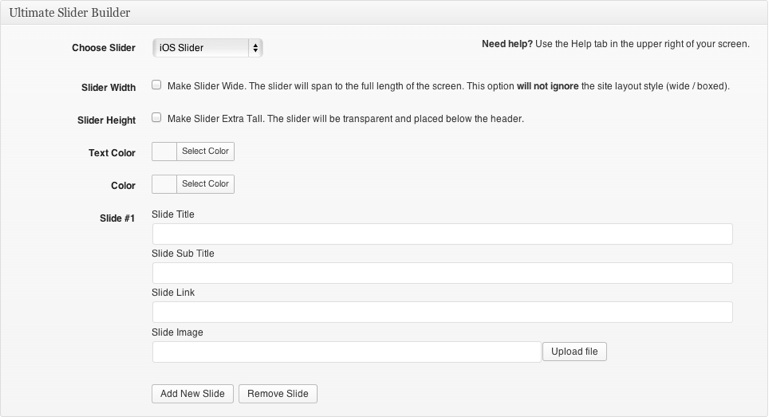 Ultimate Slider Builder
Choose Slider iOS Slider Need help? Use the Help tab in the upper right of your screen.
Slider Width Make Slider Wide. The slider will span to the full length of the screen. This option will not ignore the site layout style (wide / boxed).
Slider Height Make Slider Extra Tall. The slider will be transparent and placed below the header.
Text Color Select Color
Color Select Color
Slide #1 Slide Title
Slide Sub Title
Slide Link
Slide Image
Upload file
Add New Slide Remove Slide